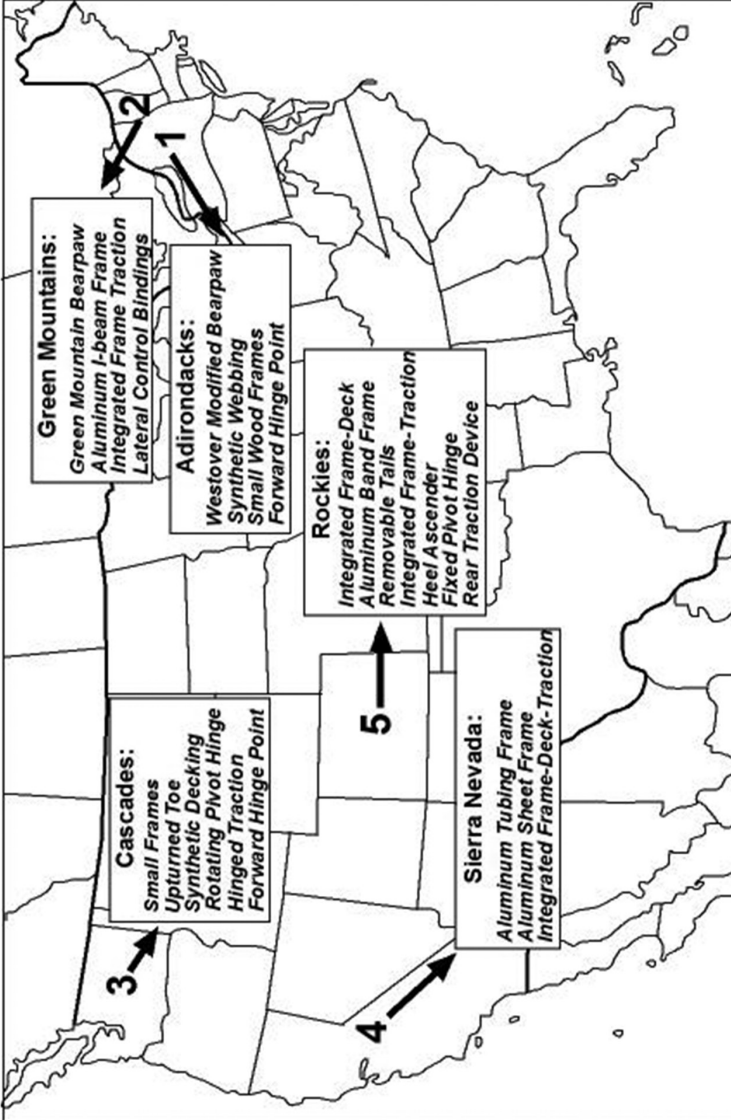 Green Mountains:
Green Mountain Bearpaw
Aluminum I-beam Frame
Integrated Frame Traction
Lateral Control Bindings
2
1
Adirondacks:
Westover Modified Bearpaw
Synthetic Webbing
Small Wood Frames
Forward Hinge Point
Rockies:
Integrated Frame-Deck
Aluminum Band Frame
Removable Tails
Integrated Frame-Traction
Heel Ascender
Fixed Pivot Hinge
Rear Traction Device
5
Cascades:
Small Frames
Upturned Toe
Synthetic Decking
Rotating Pivot Hinge
Hinged Traction
Forward Hinge Point
3
Sierra Nevada:
Aluminum Tubing Frame
Aluminum Sheet Frame
Integrated Frame-Deck-Traction
4